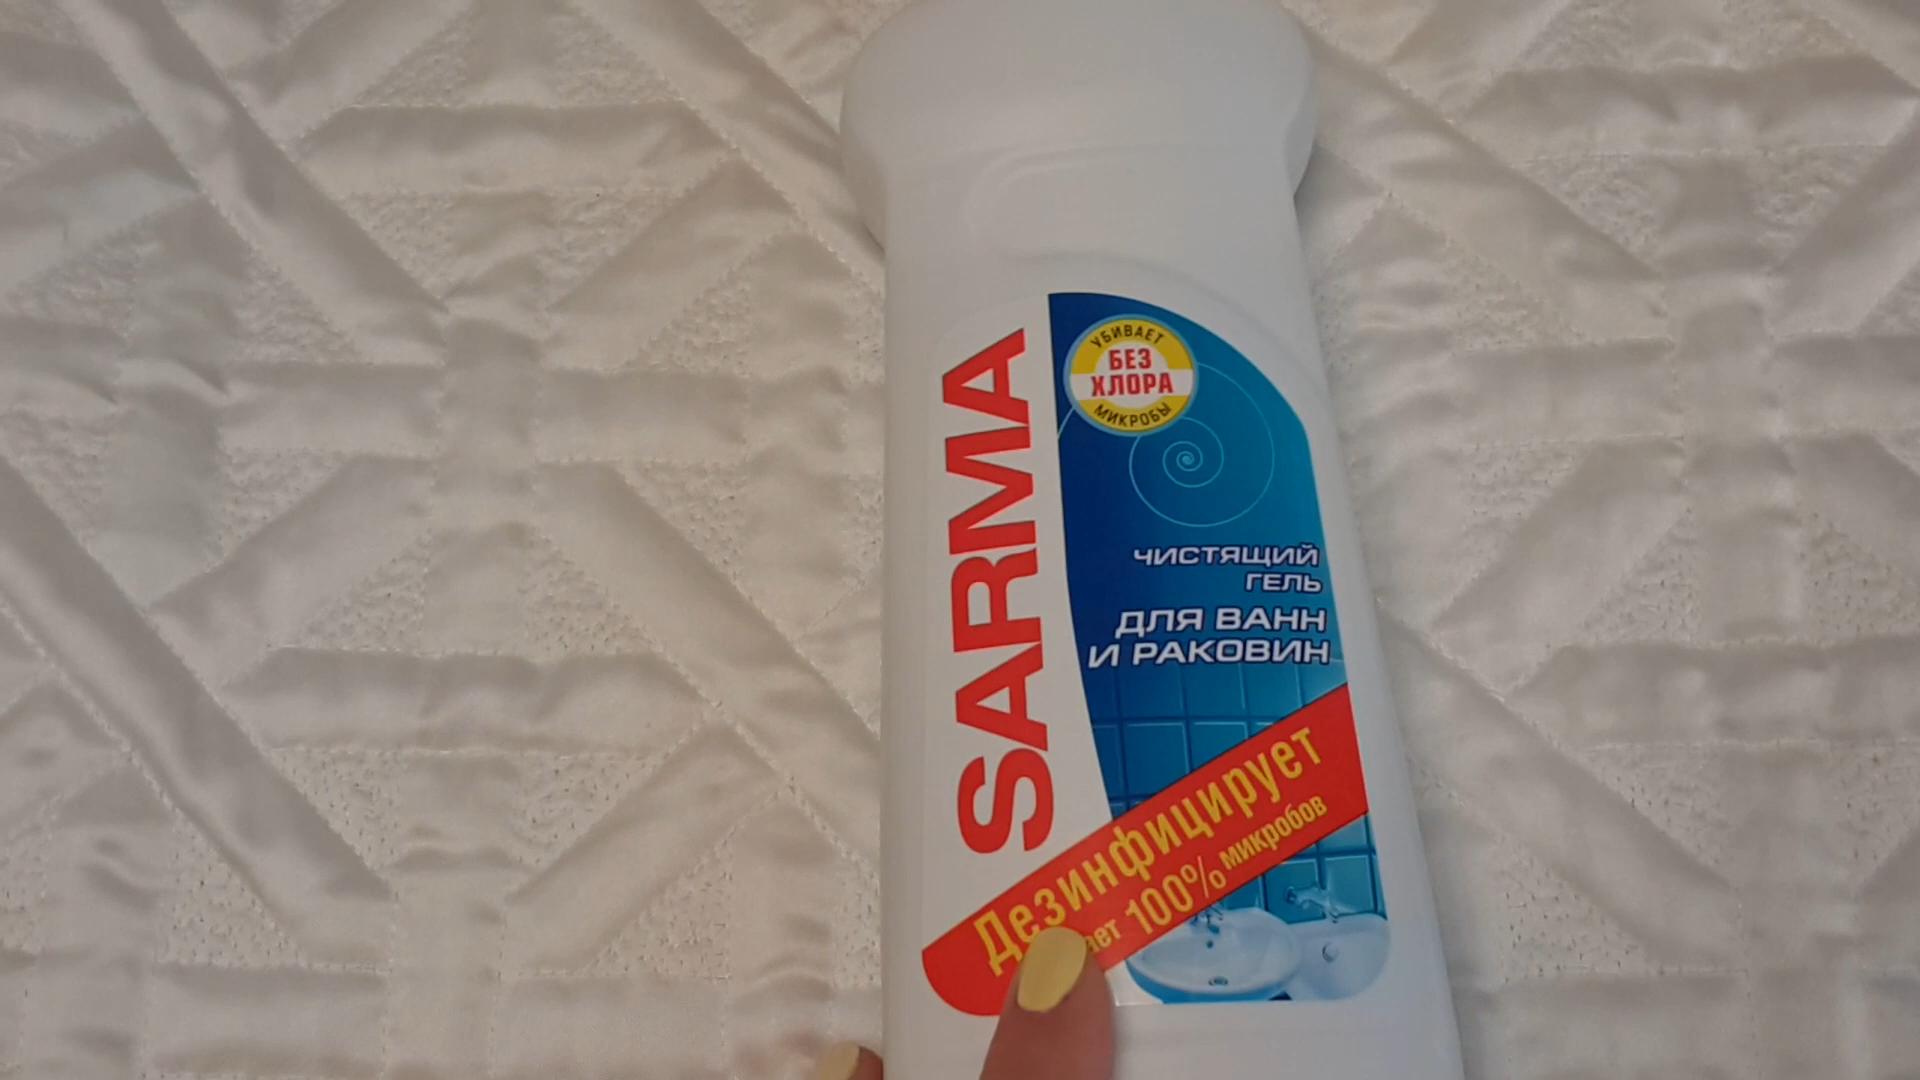 SARMA
УБИВАЕТ
БЕЗ
ХЛОРА
МИКРОБЫ
ЧИСТЯЩИЙ
ГЕЛЬ
ДЛЯ ВАНН
И РАКОВИН
Дезинфицирует
100% микробов